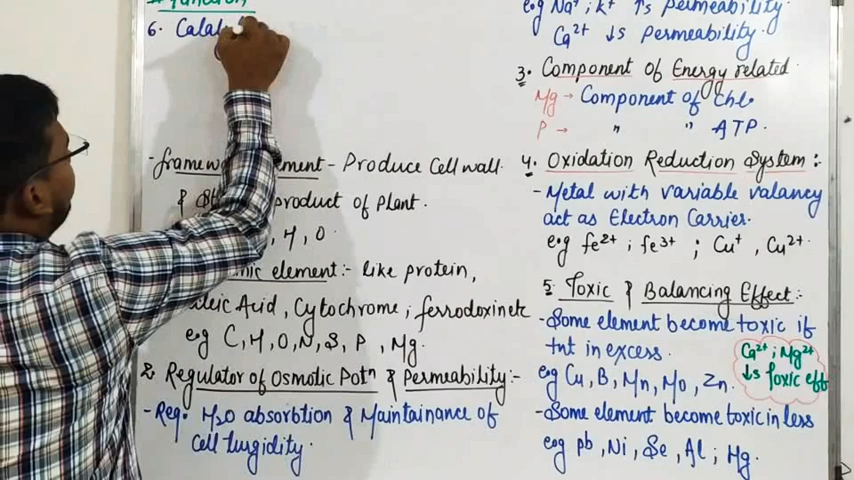 # function
6. Calal
- framew ement - Produce Cell wall
& product of Plant.
, H, O
nic element :- like protein,
leic Acid, Cytochrome, ferrodoxin etc
eg C, H, O, N, S, P, Mg.
2. Regulator of Osmotic Potⁿ & Permeability :-
- Req. H2O absorbtion & Maintainance of
Cell turgidity.
eg Na⁺; K⁺ ↑s Permeability.
Ca²⁺ ↓s Permeability.
3. Component of Energy related
Mg → Component of Chl.
P → " " ATP.
4. Oxidation Reduction System :-
- Metal with variable valancy
act as Electron Carrier.
eg fe²⁺; fe³⁺; Cu⁺, Cu²⁺
5. Toxic & Balancing Effect :-
- Some element become toxic if
tnt in excess.
eg Cu, B, Mn, Mo, Zn.
Ca²⁺; Mg²⁺
↓s Toxic eff
- Some element become toxic in less
eg pb, Ni, Se, Al; Hg.